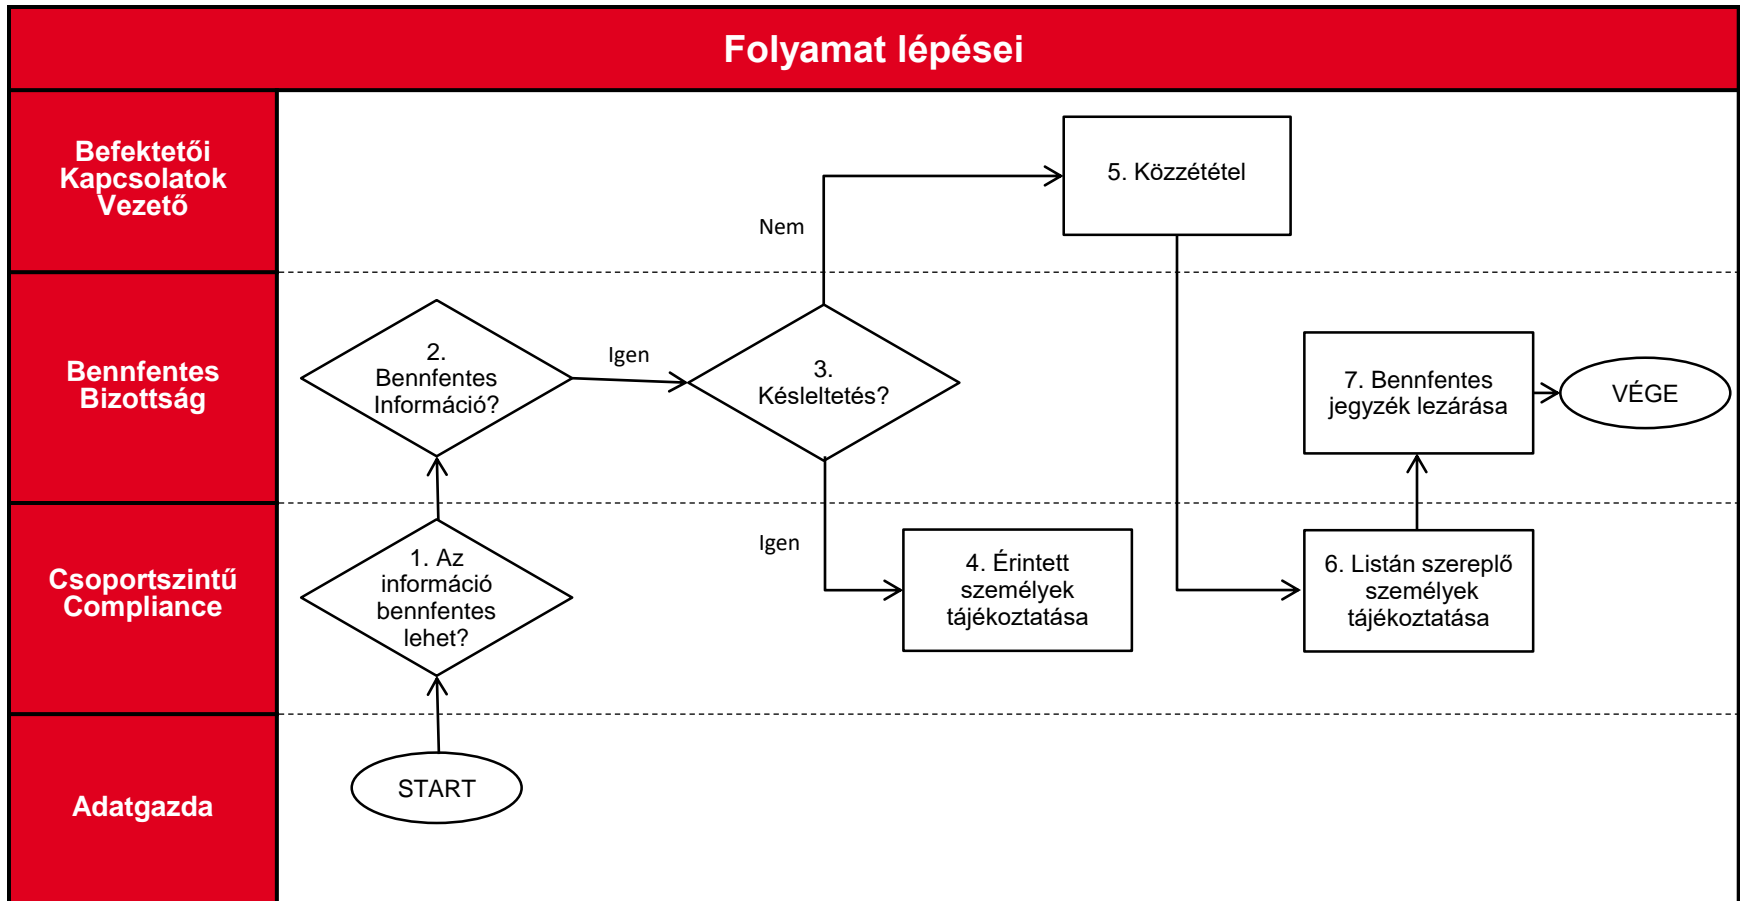 Folyamat lépései
Befektetői
Kapcsolatok
Vezető
5. Közzététel
Nem
Bennfentes
Bizottság
2.
Bennfentes
Információ?
Igen
3.
Késleltetés?
7. Bennfentes
jegyzék lezárása
VÉGE
Csoportszintű
Compliance
1. Az
információ
bennfentes
lehet?
Igen
4. Érintett
személyek
tájékoztatása
6. Listán szereplő
személyek
tájékoztatása
Adatgazda
START